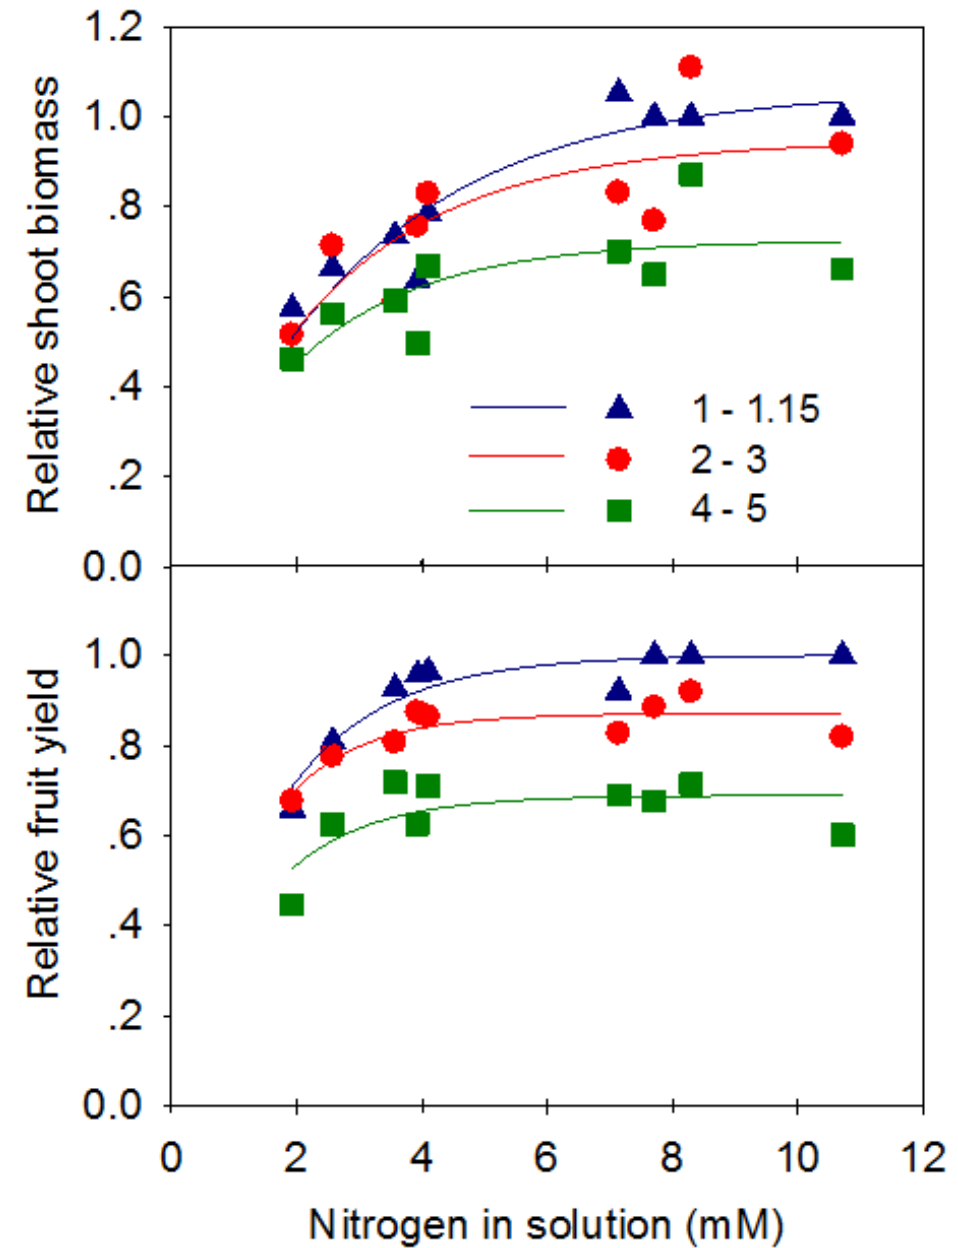 Relative shoot biomass
1.2
1.0
.8
.6
.4
.2
0.0
1 - 1.15
2 - 3
4 - 5
Relative fruit yield
1.0
.8
.6
.4
.2
0.0
0 2 4 6 8 10 12
Nitrogen in solution (mM)